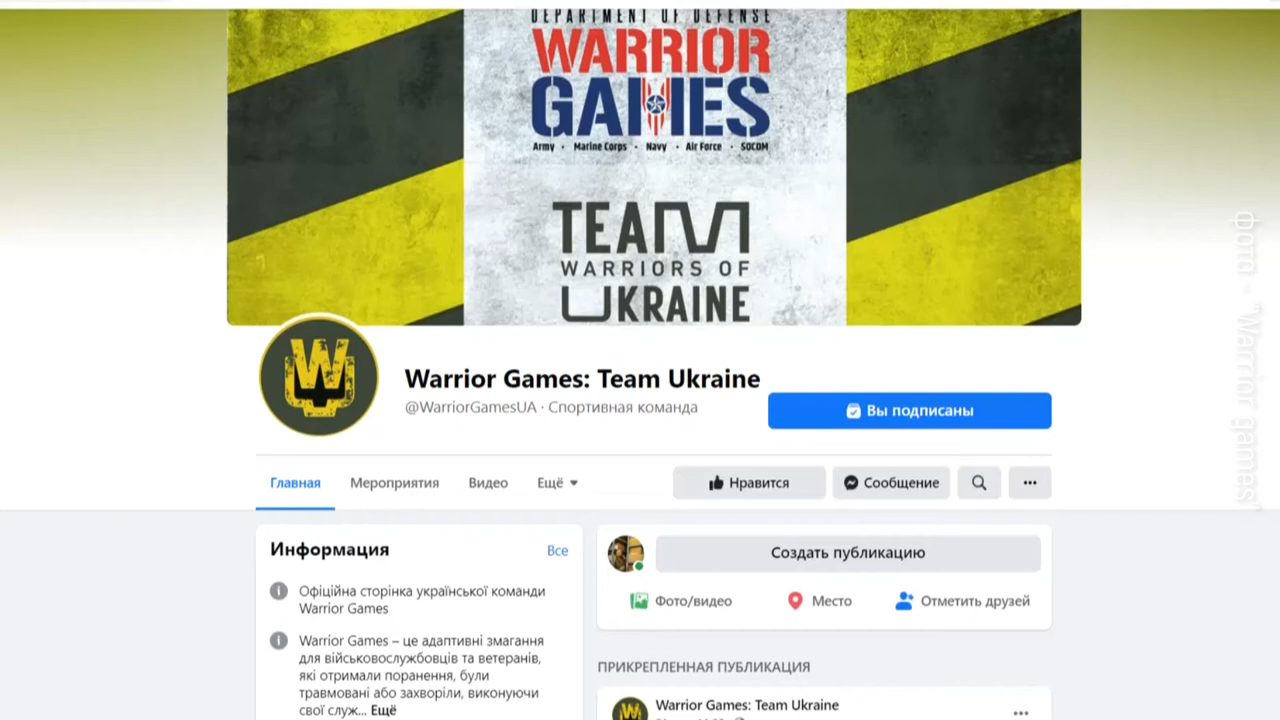 DEPARTMENT OF DEFENSE
WARRIOR
GAMES
Army · Marine Corps · Navy · Air Force · SOCOM
TEAM
WARRIORS OF
UKRAINE
W
Warrior Games: Team Ukraine
@WarriorGamesUA · Спортивная команда
Вы подписаны
Главная
Мероприятия
Видео
Ещё
Нравится
Сообщение
Информация
Все
Офіційна сторінка української команди
Warrior Games
Warrior Games – це адаптивні змагання
для військовослужбовців та ветеранів,
які отримали поранення, були
травмовані або захворіли, виконуючи
свої служ... Ещё
Создать публикацию
Фото/видео
Место
Отметить друзей
ПРИКРЕПЛЕННАЯ ПУБЛИКАЦИЯ
Warrior Games: Team Ukraine
фото - "Warrior games"